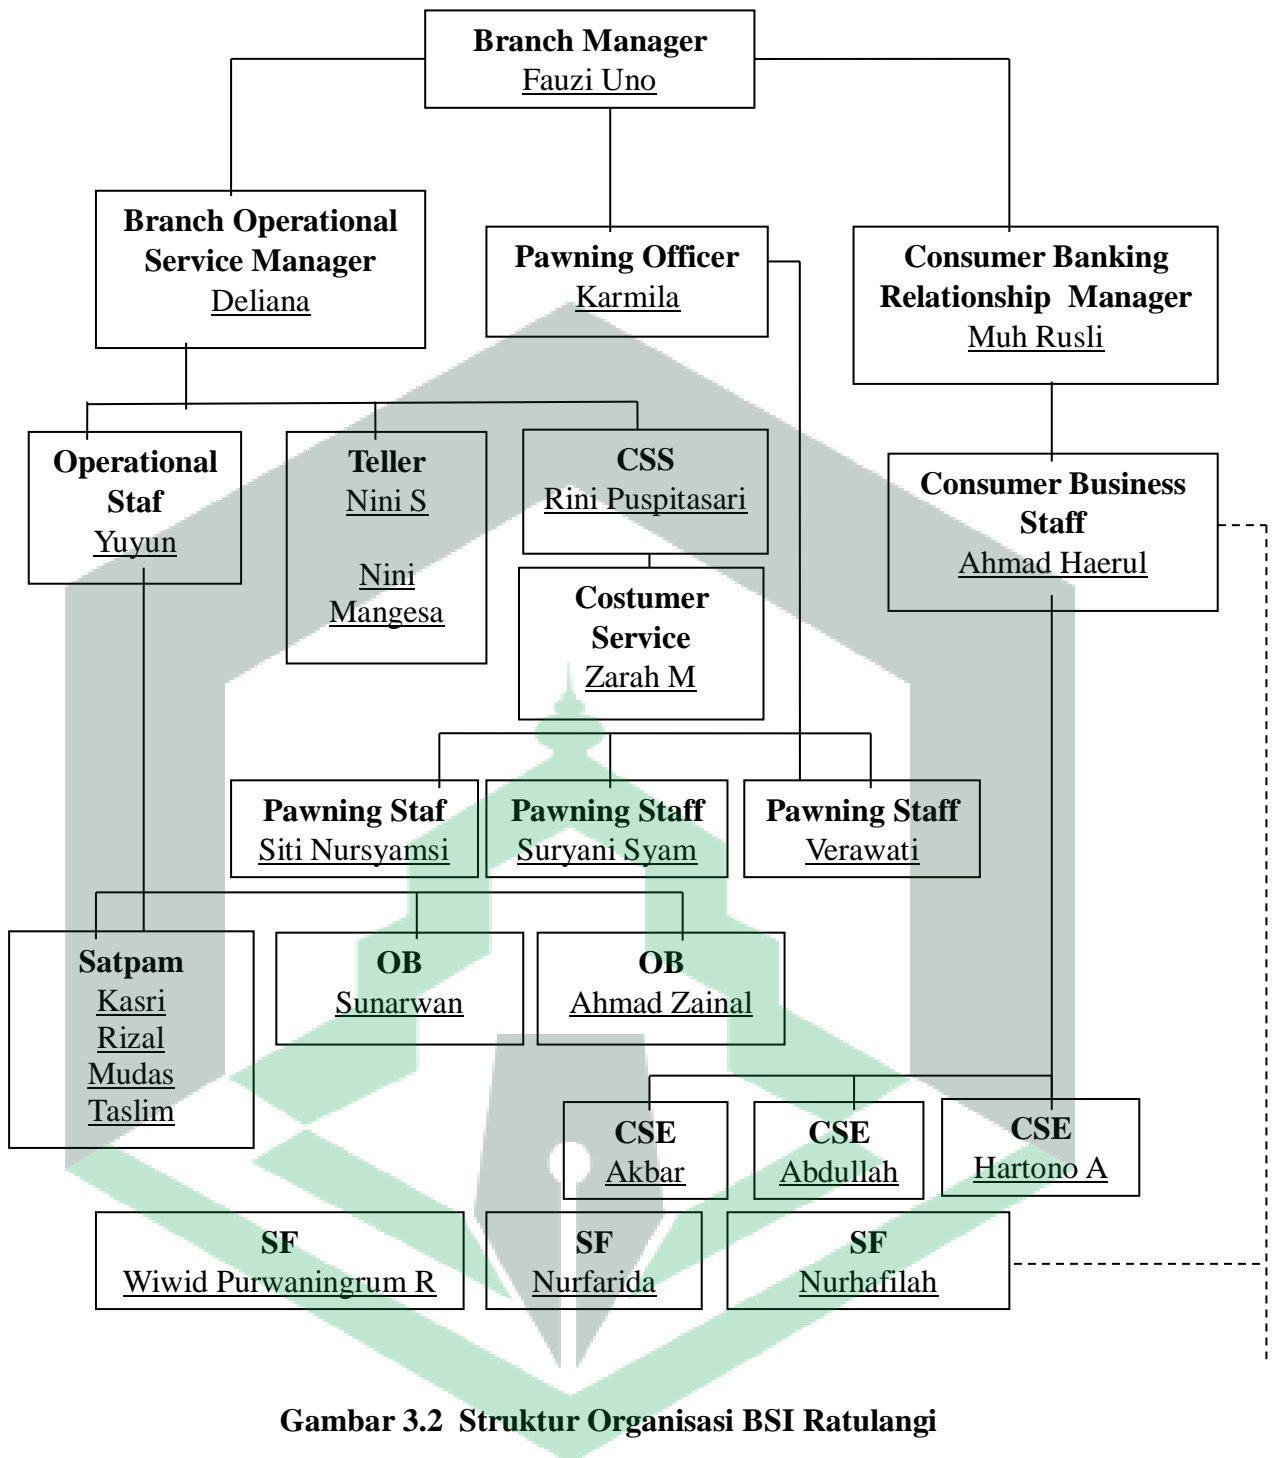 Branch Manager
Fauzi Uno
Branch Operational
Service Manager
Deliana
Pawning Officer
Karmila
Consumer Banking
Relationship  Manager
Muh Rusli
Operational
Staf
Yuyun
Teller
Nini S
Nini
Mangesa
CSS
Rini Puspitasari
Costumer
Service
Zarah M
Consumer Business
Staff
Ahmad Haerul
Pawning Staf
Siti Nursyamsi
Pawning Staff
Suryani Syam
Pawning Staff
Verawati
Satpam
Kasri
Rizal
Mudas
Taslim
OB
Sunarwan
OB
Ahmad Zainal
CSE
Akbar
CSE
Abdullah
CSE
Hartono A
SF
Wiwid Purwaningrum R
SF
Nurfarida
SF
Nurhafilah
Gambar 3.2  Struktur Organisasi BSI Ratulangi